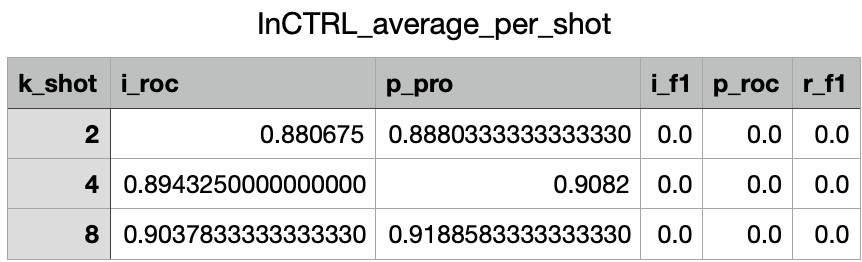 InCTRL_average_per_shot
k_shot i_roc p_pro i_f1 p_roc r_f1
2 0.880675 0.8880333333333330 0.0 0.0 0.0
4 0.8943250000000000 0.9082 0.0 0.0 0.0
8 0.9037833333333330 0.9188583333333330 0.0 0.0 0.0